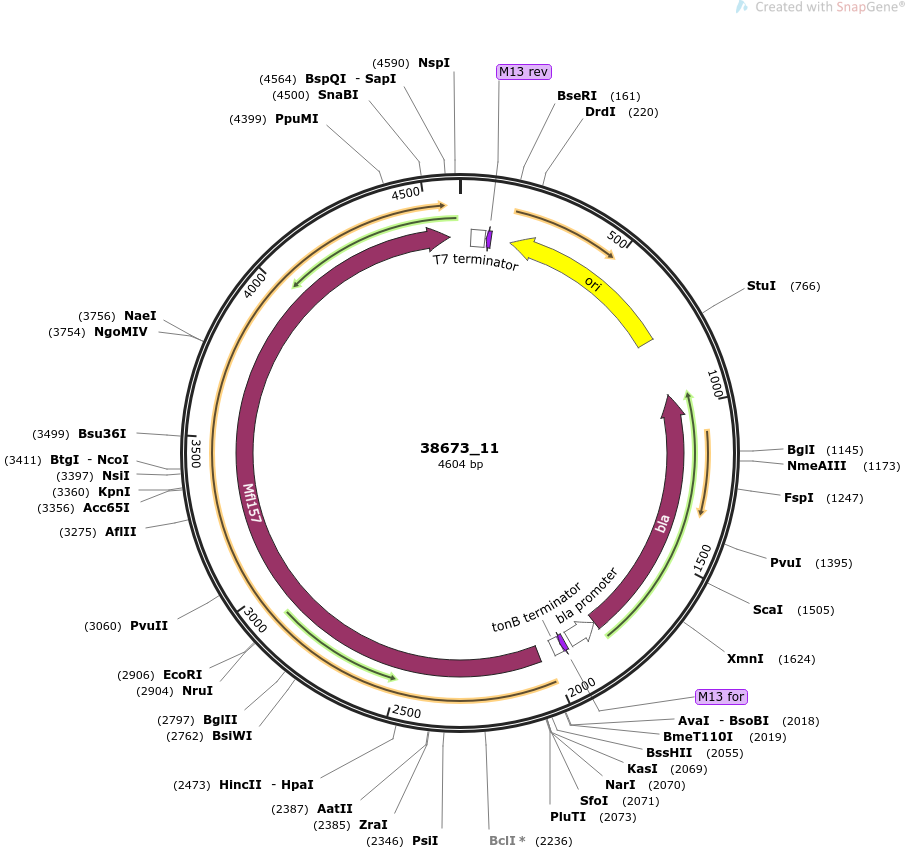 Created with SnapGene®
(4590) NspI
M13 rev
(4564) BspQI - SapI
(4500) SnaBI
(4399) PpuMI
BseRI (161)
DrdI (220)
4500
500
T7 terminator
ori
4000
StuI (766)
(3756) NaeI
(3754) NgoMIV
1000
(3499) Bsu36I
(3411) BtgI - NcoI
(3397) NsiI
(3360) KpnI
(3356) Acc65I
(3275) AflII
3500
38673_11
4604 bp
BglI (1145)
NmeAIII (1173)
FspI (1247)
Mfl157
bla
1500
PvuI (1395)
ScaI (1505)
(3060) PvuII
3000
tonB terminator
bla promoter
XmnI (1624)
(2906) EcoRI
(2904) NruI
(2797) BglII
(2762) BsiWI
2500
2000
M13 for
AvaI - BsoBI (2018)
BmeT110I (2019)
BssHII (2055)
KasI (2069)
NarI (2070)
SfoI (2071)
PluTI (2073)
(2473) HincII - HpaI
(2387) AatII
(2385) ZraI
(2346) PsiI
BclI * (2236)